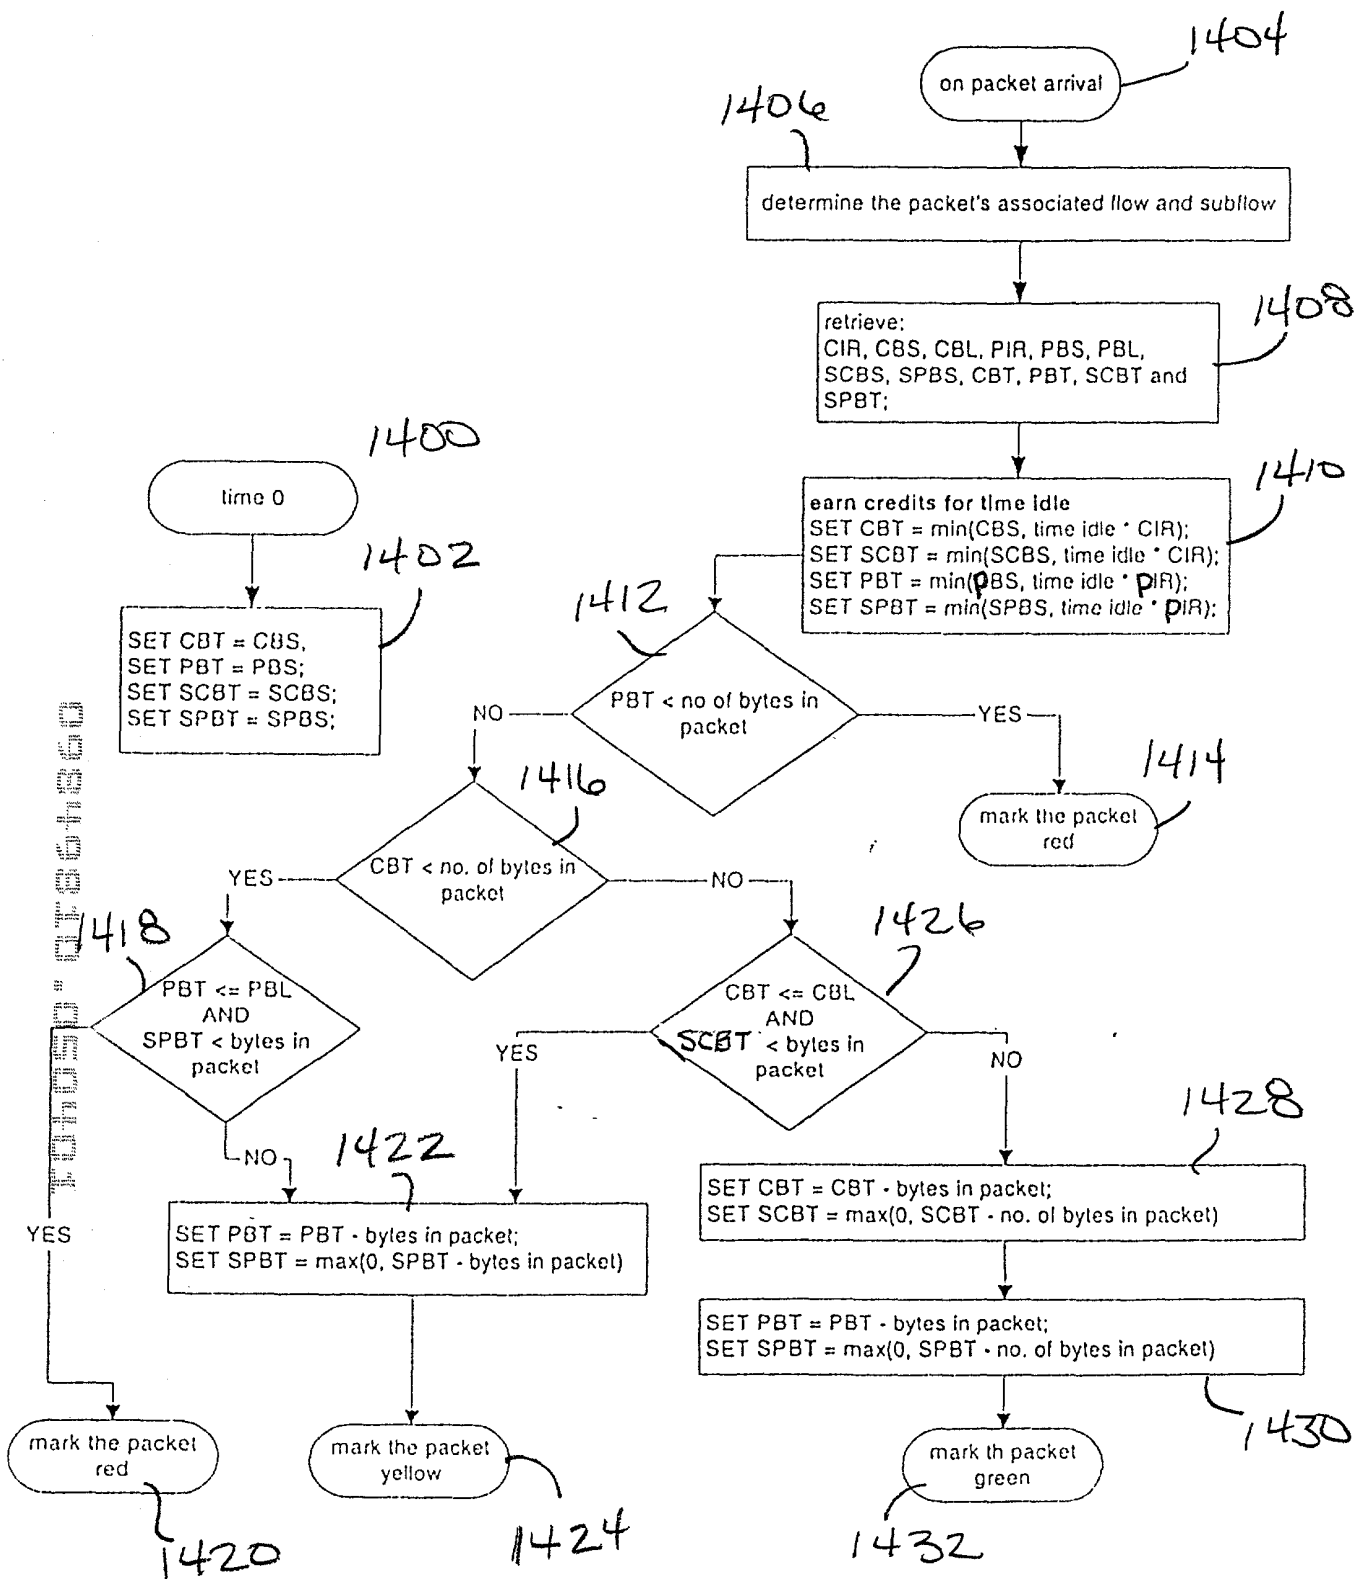 1404
on packet arrival
1406
determine the packet's associated flow and subflow
1408
retrieve:
CIR, CBS, CBL, PIR, PBS, PBL,
SCBS, SPBS, CBT, PBT, SCBT and
SPBT;
1400
time 0
1402
SET CBT = CBS,
SET PBT = PBS;
SET SCBT = SCBS;
SET SPBT = SPBS;
1410
earn credits for time idle
SET CBT = min(CBS, time idle * CIR);
SET SCBT = min(SCBS, time idle * CIR);
SET PBT = min(pBS, time idle * pIR);
SET SPBT = min(SPBS, time idle * pIR);
1412
PBT < no of bytes in
packet
NO
YES
1414
mark the packet
red
1416
CBT < no. of bytes in
packet
YES
NO
1418
PBT <= PBL
AND
SPBT < bytes in
packet
1426
CBT <= CBL
AND
SCBT < bytes in
packet
YES
NO
NO
YES
1422
SET PBT = PBT - bytes in packet;
SET SPBT = max(0, SPBT - bytes in packet)
1428
SET CBT = CBT - bytes in packet;
SET SCBT = max(0, SCBT - no. of bytes in packet)
SET PBT = PBT - bytes in packet;
SET SPBT = max(0, SPBT - no. of bytes in packet)
1430
mark the packet
red
1420
mark the packet
yellow
1424
mark th packet
green
1432
09849810.050401